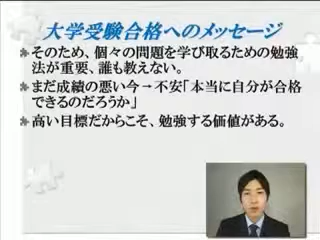 大学受験合格へのメッセージ
そのため、個々の問題を学び取るための勉強
法が重要、誰も教えない。
まだ成績の悪い今→不安「本当に自分が合格
できるのだろうか」
高い目標だからこそ、勉強する価値がある。